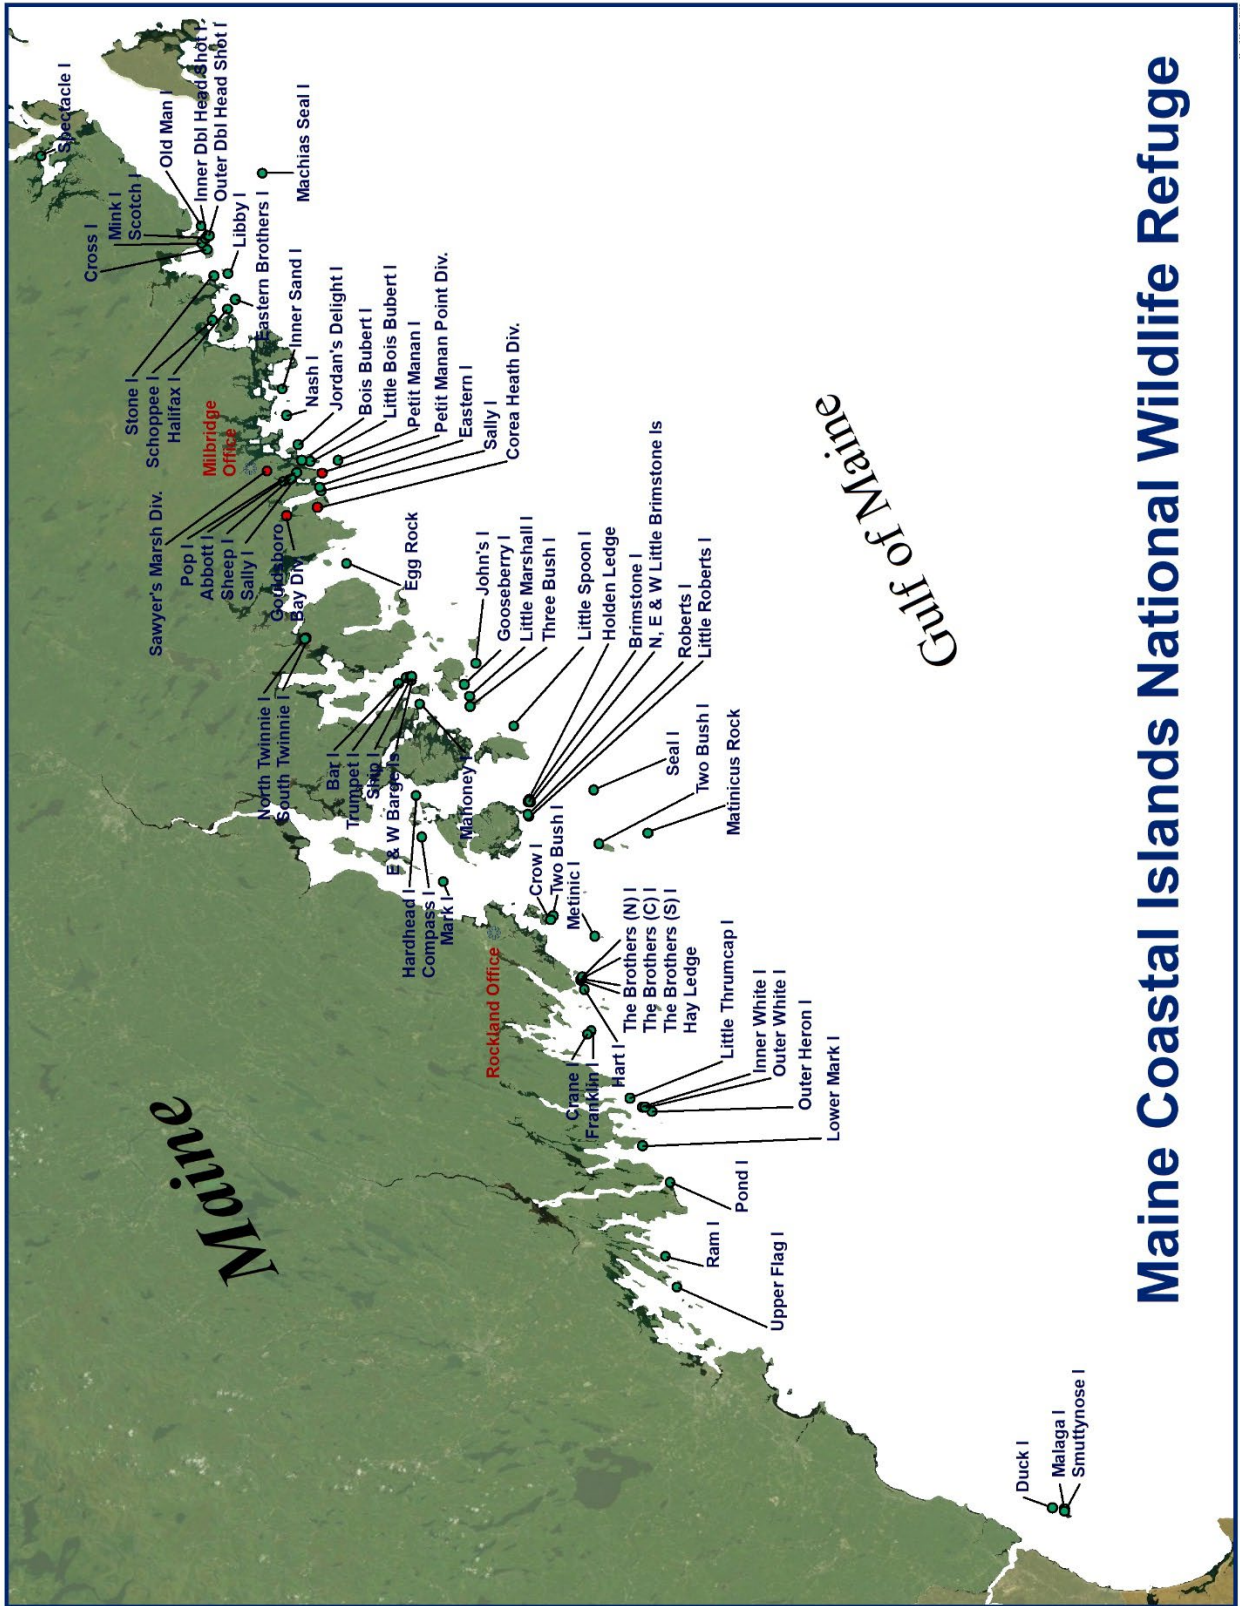 Maine
Spectacle I
Old Man I
Inner Dbl Head Shot I
Outer Dbl Head Shot I
Cross I
Mink I
Scotch I
Libby I
Eastern Brothers I
Machias Seal I
Stone I
Schoppee I
Halifax I
Inner Sand I
Nash I
Jordan's Delight I
Bois Bubert I
Little Bois Bubert I
Petit Manan I
Petit Manan Point Div.
Eastern I
Sally I
Corea Heath Div.
Milbridge
Office
Sawyer's Marsh Div.
Pop I
Abbott I
Sheep I
Sally I
Gouldsboro
Bay Div.
Egg Rock
North Twinnie I
South Twinnie I
John's I
Gooseberry I
Little Marshall I
Three Bush I
Bar I
Trumpet I
Ship I
E & W Barge Is
Mahoney I
Little Spoon I
Holden Ledge
Brimstone I
N, E & W Little Brimstone Is
Roberts I
Little Roberts I
Hardhead I
Compass I
Mark I
Seal I
Two Bush I
Matinicus Rock
Rockland Office
Crow I
Two Bush I
Metinic I
The Brothers (N) I
The Brothers (C) I
The Brothers (S) I
Hay Ledge
Hart I
Crane I
Franklin I
Little Thrumcap I
Inner White I
Outer White I
Outer Heron I
Lower Mark I
Pond I
Ram I
Upper Flag I
Duck I
Malaga I
Smuttynose I
Gulf of Maine
Maine Coastal Islands National Wildlife Refuge